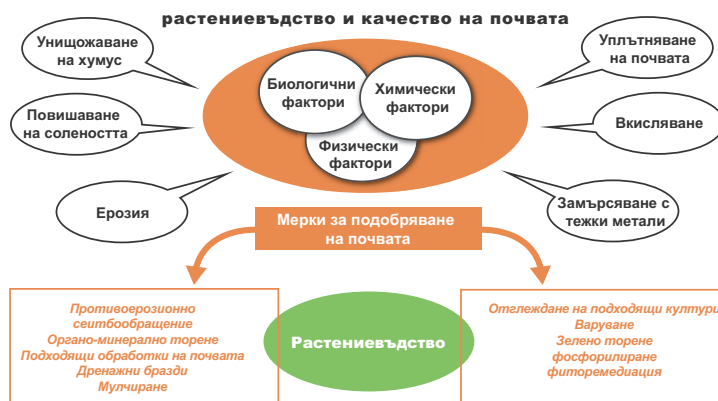 растениевъдство и качество на почвата
Унищожаване
на хумус
Повишаване
на солеността
Ерозия
Биологични
фактори
Химически
фактори
Физически
фактори
Уплътняване
на почвата
Вкисляване
Замърсяване с
тежки метали
Мерки за подобряване
на почвата
Противоерозионно
сеитбообращение
Органо-минерално торене
Подходящи обработки на почвата
Дренажни бразди
Мулчиране
Растениевъдство
Отглеждане на подходящи култури
Варуване
Зелено торене
фосфорилиране
фиторемедиация